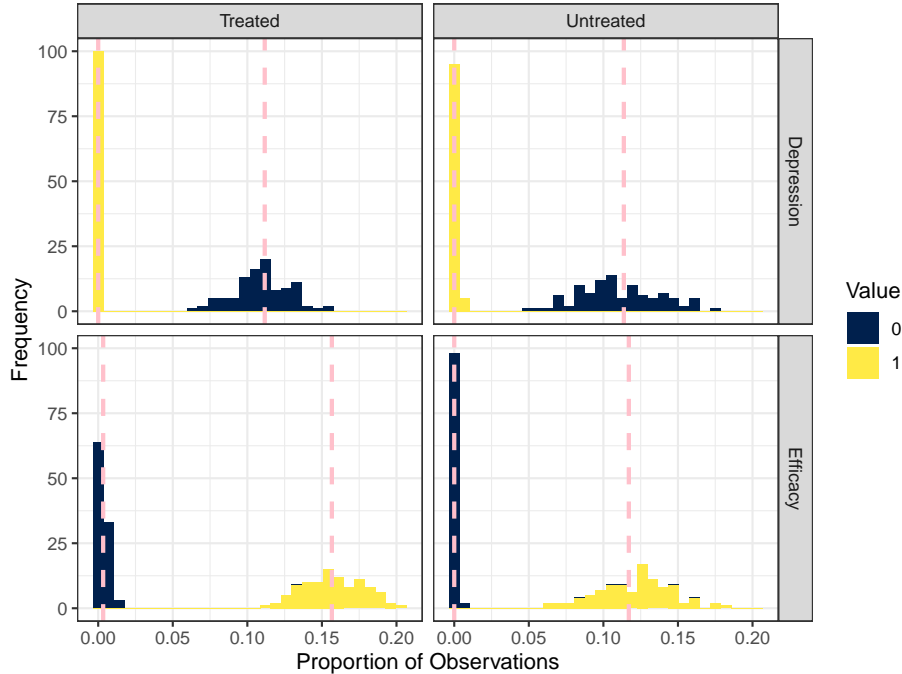 Treated Untreated
100
75
50
25
0
Depression
100
75
50
25
0
Efficacy
0.00 0.05 0.10 0.15 0.20 0.00 0.05 0.10 0.15 0.20
Proportion of Observations
Frequency
Value
0
1